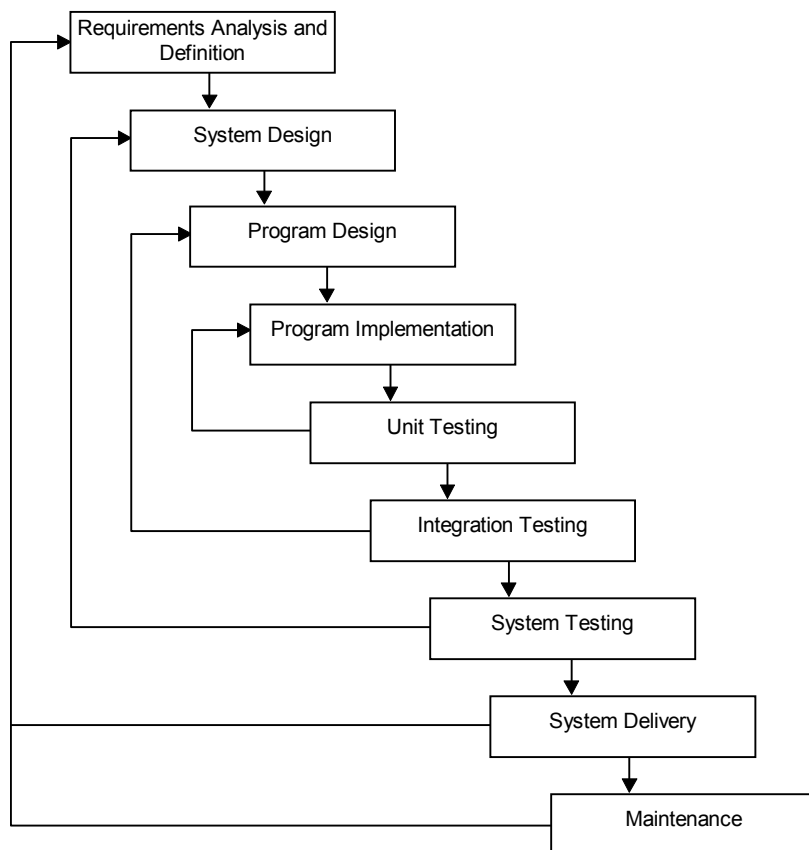 Requirements Analysis and
Definition
System Design
Program Design
Program Implementation
Unit Testing
Integration Testing
System Testing
System Delivery
Maintenance